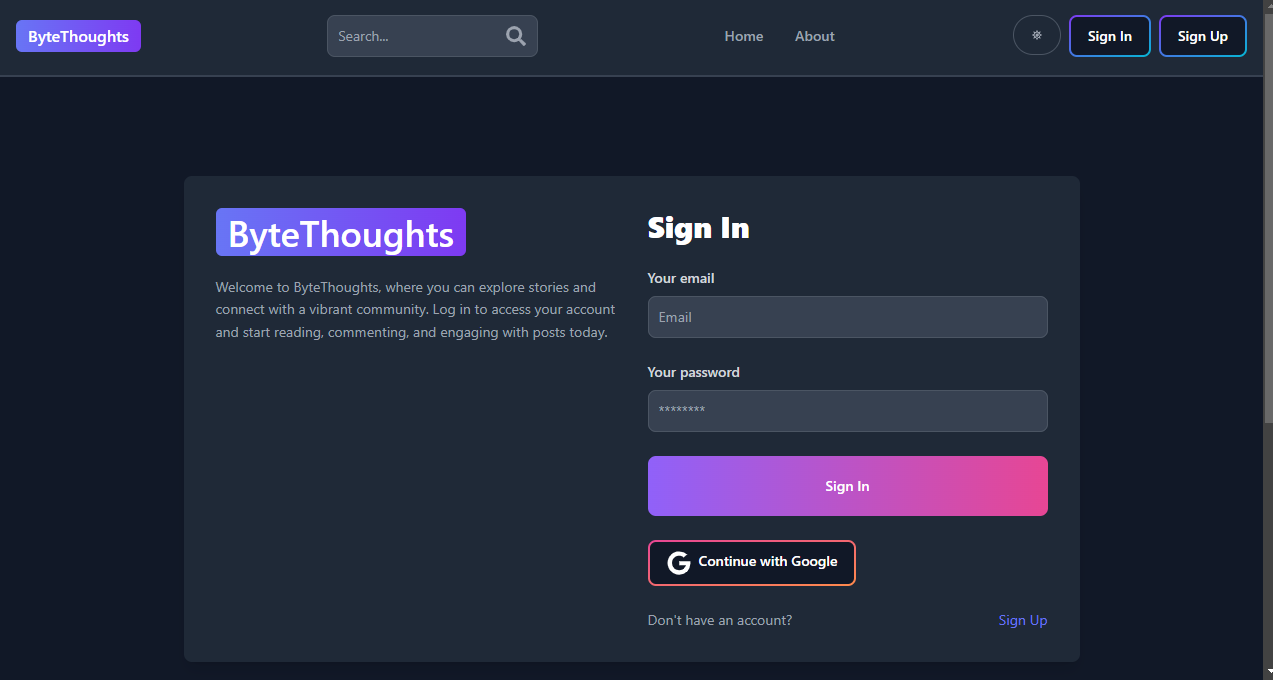 ByteThoughts
Search...
Home
About
Sign In
Sign Up
ByteThoughts
Welcome to ByteThoughts, where you can explore stories and
connect with a vibrant community. Log in to access your account
and start reading, commenting, and engaging with posts today.
Sign In
Your email
Email
Your password
********
Sign In
Continue with Google
Don't have an account?
Sign Up